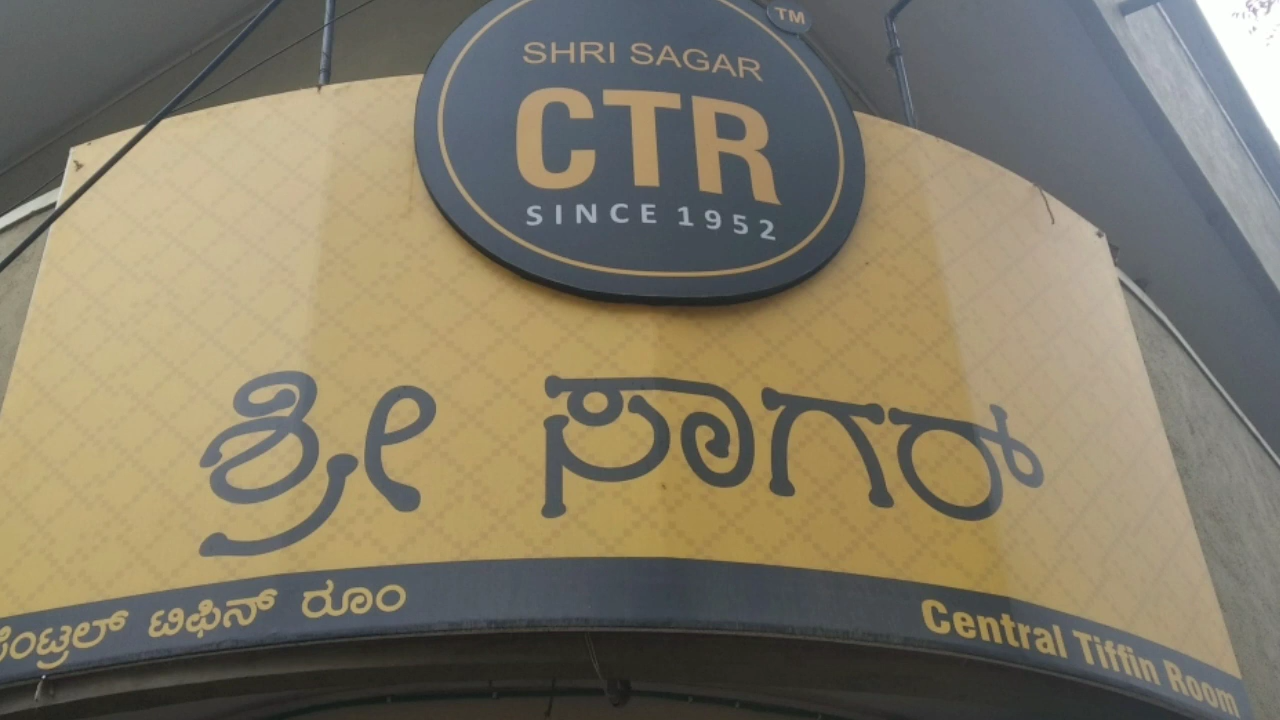 TM
SHRI SAGAR
CTR
SINCE 1952
ಶ್ರೀ ಸಾಗರ್
ಸೆಂಟ್ರಲ್ ಟಿಫಿನ್ ರೂಂ
Central Tiffin Room